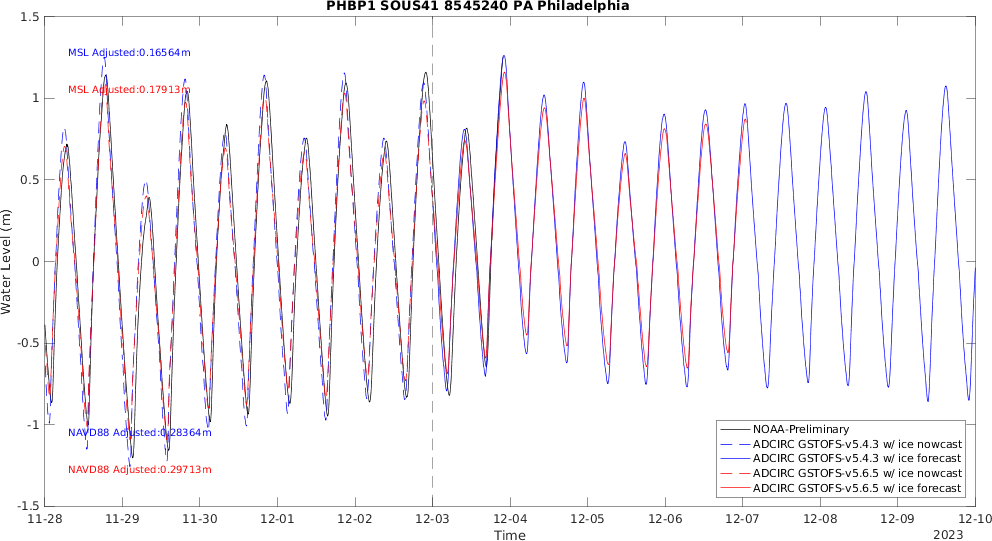 PHBP1 SOUS41 8545240 PA Philadelphia
1.5
1
0.5
0
-0.5
-1
-1.5
Water Level (m)
MSL Adjusted:0.16564m
MSL Adjusted:0.17913m
NAVD88 Adjusted:0.28364m
NAVD88 Adjusted:0.29713m
NOAA-Preliminary
ADCIRC GSTOFS-v5.4.3 w/ ice nowcast
ADCIRC GSTOFS-v5.4.3 w/ ice forecast
ADCIRC GSTOFS-v5.6.5 w/ ice nowcast
ADCIRC GSTOFS-v5.6.5 w/ ice forecast
11-28 11-29 11-30 12-01 12-02 12-03 12-04 12-05 12-06 12-07 12-08 12-09 12-10
Time
2023